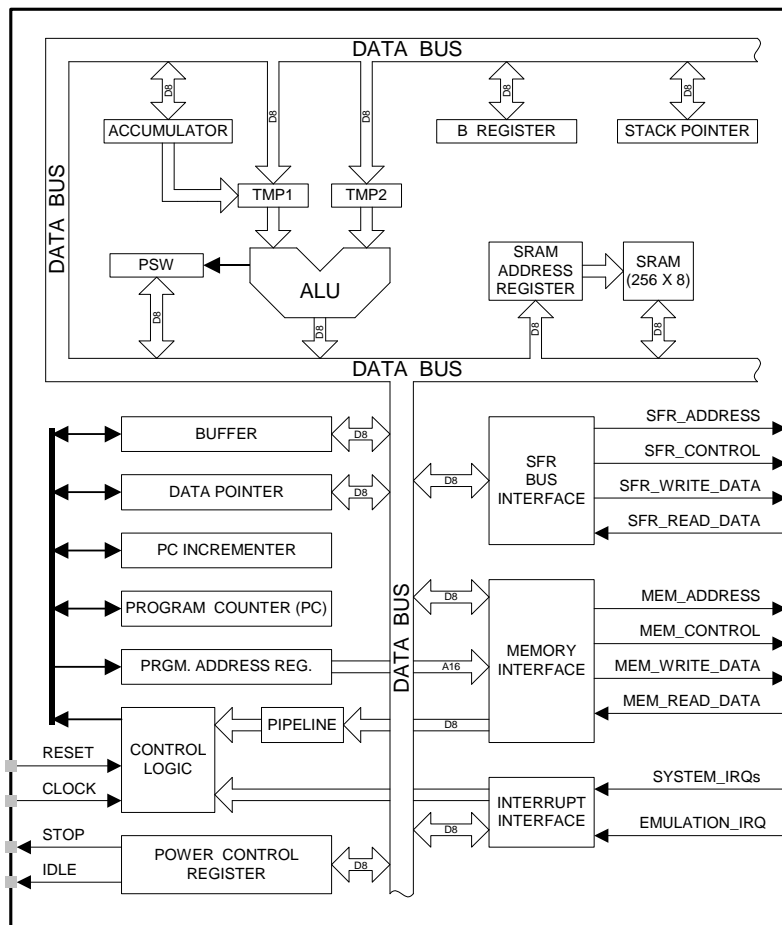 DATA BUS
D8
D8
D8
D8
D8
ACCUMULATOR
B REGISTER
STACK POINTER
DATA BUS
TMP1
TMP2
PSW
ALU
SRAM
ADDRESS
REGISTER
SRAM
(256 X 8)
D8
D8
D8
D8
DATA BUS
BUFFER
D8
DATA POINTER
D8
PC INCREMENTER
PROGRAM COUNTER (PC)
PRGM. ADDRESS REG.
A16
DATA BUS
D8
SFR
BUS
INTERFACE
SFR_ADDRESS
SFR_CONTROL
SFR_WRITE_DATA
SFR_READ_DATA
D8
MEMORY
INTERFACE
MEM_ADDRESS
MEM_CONTROL
MEM_WRITE_DATA
MEM_READ_DATA
CONTROL
LOGIC
PIPELINE
D8
RESET
CLOCK
INTERRUPT
INTERFACE
SYSTEM_IRQs
EMULATION_IRQ
D8
STOP
IDLE
POWER CONTROL
REGISTER
D8